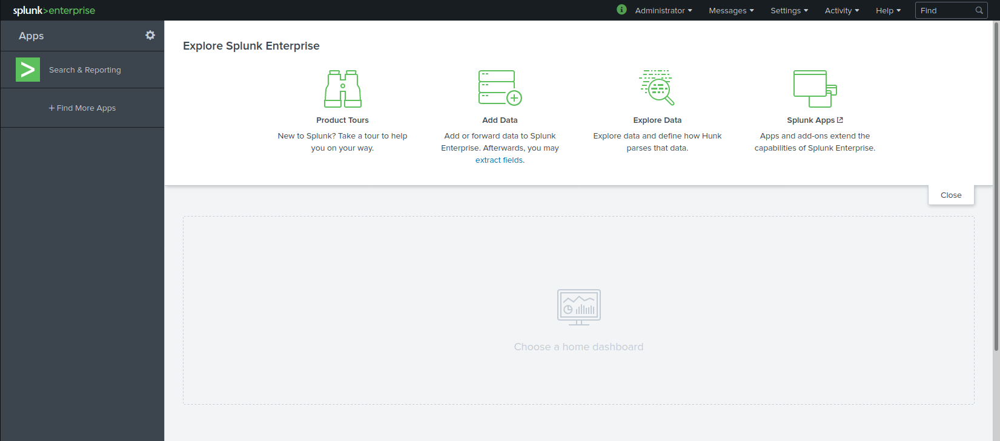 splunk>enterprise
i Administrator Messages Settings Activity Help Find
Apps
Search & Reporting
+ Find More Apps
Explore Splunk Enterprise
Product Tours
New to Splunk? Take a tour to help
you on your way.
Add Data
Add or forward data to Splunk
Enterprise. Afterwards, you may
extract fields.
Explore Data
Explore data and define how Hunk
parses that data.
Splunk Apps
Apps and add-ons extend the
capabilities of Splunk Enterprise.
Close
Choose a home dashboard